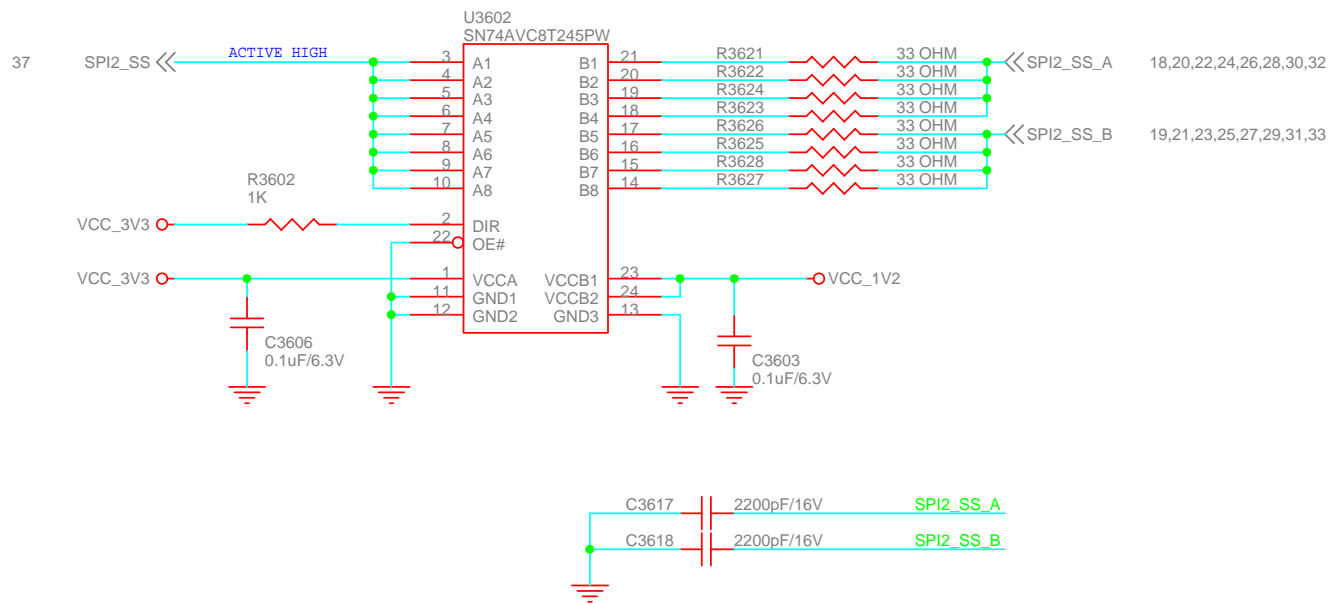 U3602
SN74AVC8T245PW
37 SPI2_SS ACTIVE HIGH 3 A1 B1 21 R3621 33 OHM SPI2_SS_A 18,20,22,24,26,28,30,32
4 A2 B2 20 R3622 33 OHM
5 A3 B3 19 R3624 33 OHM
6 A4 B4 18 R3623 33 OHM
7 A5 B5 17 R3626 33 OHM SPI2_SS_B 19,21,23,25,27,29,31,33
8 A6 B6 16 R3625 33 OHM
9 A7 B7 15 R3628 33 OHM
10 A8 B8 14 R3627 33 OHM
R3602
1K
VCC_3V3 2 DIR
22 OE#
VCC_3V3 1 VCCA VCCB1 23 VCC_1V2
11 GND1 VCCB2 24
12 GND2 GND3 13
C3606
0.1uF/6.3V
C3603
0.1uF/6.3V
C3617 2200pF/16V SPI2_SS_A
C3618 2200pF/16V SPI2_SS_B